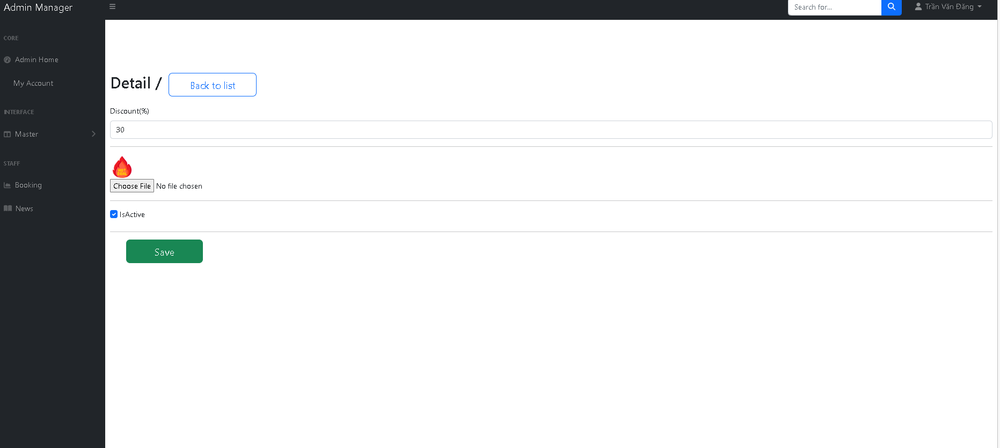 Admin Manager
Search for...
Trần Văn Đăng
CORE
Admin Home
My Account
INTERFACE
Master
STAFF
Booking
News
Detail /
Back to list
Discount(%)
30
HOT
DEAL
Choose File No file chosen
IsActive
Save